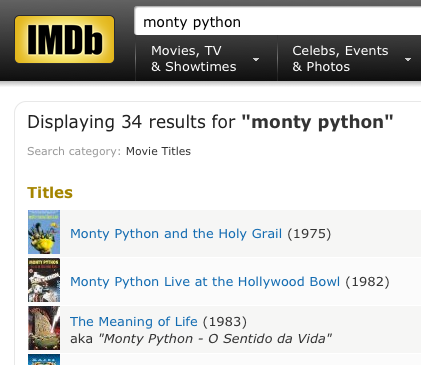 IMDb
monty python
Movies, TV
& Showtimes
Celebs, Events
& Photos
Displaying 34 results for "monty python"
Search category: Movie Titles
Titles
Monty Python and the Holy Grail (1975)
MONTY PYTHON
Monty Python Live at the Hollywood Bowl (1982)
The Meaning of Life (1983)
aka "Monty Python - O Sentido da Vida"